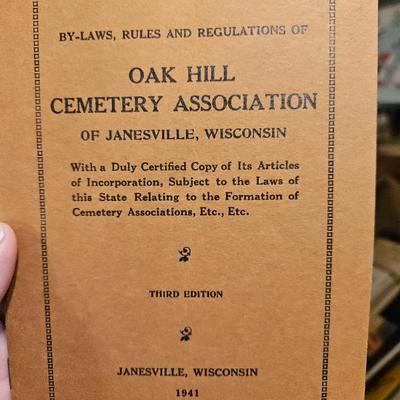 BY-LAWS, RULES AND REGULATIONS OF
OAK HILL
CEMETERY ASSOCIATION
OF JANESVILLE, WISCONSIN
With a Duly Certified Copy of Its Articles
of Incorporation, Subject to the Laws of
this State Relating to the Formation of
Cemetery Associations, Etc., Etc.
THIRD EDITION
JANESVILLE, WISCONSIN
1941